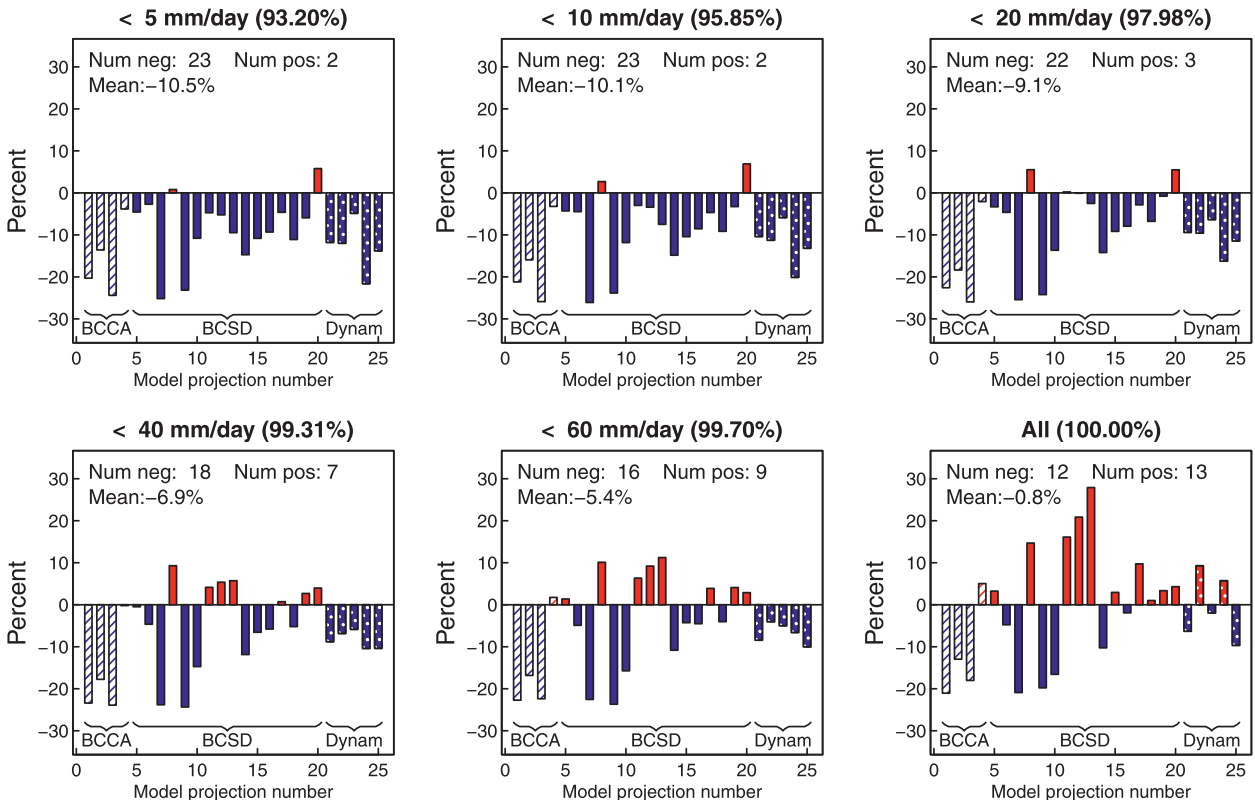 < 5 mm/day (93.20%)
Num neg: 23 Num pos: 2
Mean:−10.5%
Percent
30
20
10
0
−10
−20
−30
BCCA BCSD Dynam
0 5 10 15 20 25
Model projection number
< 10 mm/day (95.85%)
Num neg: 23 Num pos: 2
Mean:−10.1%
Percent
30
20
10
0
−10
−20
−30
BCCA BCSD Dynam
0 5 10 15 20 25
Model projection number
< 20 mm/day (97.98%)
Num neg: 22 Num pos: 3
Mean:−9.1%
Percent
30
20
10
0
−10
−20
−30
BCCA BCSD Dynam
0 5 10 15 20 25
Model projection number
< 40 mm/day (99.31%)
Num neg: 18 Num pos: 7
Mean:−6.9%
Percent
30
20
10
0
−10
−20
−30
BCCA BCSD Dynam
0 5 10 15 20 25
Model projection number
< 60 mm/day (99.70%)
Num neg: 16 Num pos: 9
Mean:−5.4%
Percent
30
20
10
0
−10
−20
−30
BCCA BCSD Dynam
0 5 10 15 20 25
Model projection number
All (100.00%)
Num neg: 12 Num pos: 13
Mean:−0.8%
Percent
30
20
10
0
−10
−20
−30
BCCA BCSD Dynam
0 5 10 15 20 25
Model projection number